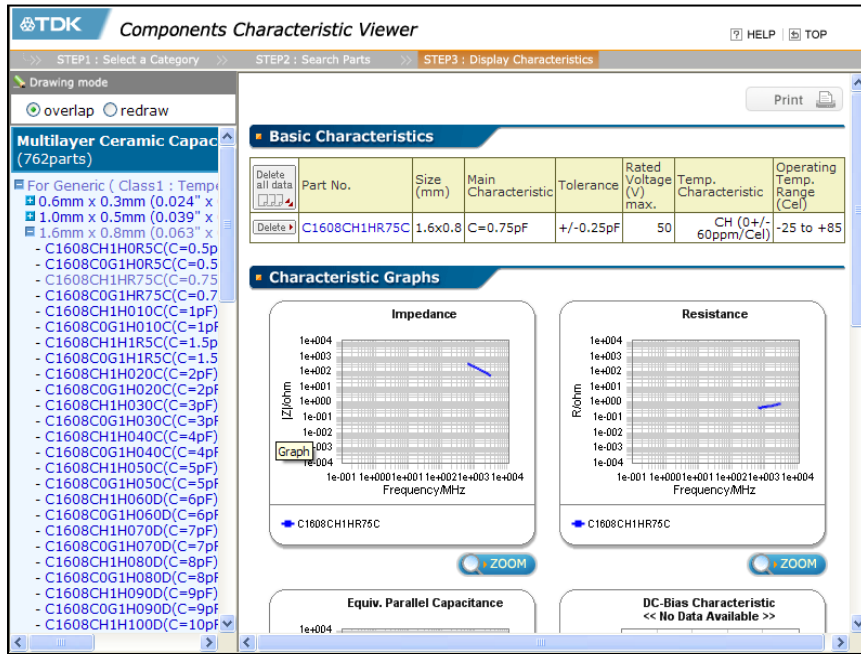 TDK Components Characteristic Viewer
? HELP | TOP
STEP1 : Select a Category >> STEP2 : Search Parts >> STEP3 : Display Characteristics
Drawing mode
overlap redraw
Multilayer Ceramic Capac
(762parts)
For Generic ( Class1 : Tempe
0.6mm x 0.3mm (0.024" x
1.0mm x 0.5mm (0.039" x
1.6mm x 0.8mm (0.063" x
- C1608CH1H0R5C(C=0.5p
- C1608C0G1H0R5C(C=0.5
- C1608CH1HR75C(C=0.75
- C1608C0G1HR75C(C=0.7
- C1608CH1H010C(C=1pF)
- C1608C0G1H010C(C=1pF
- C1608CH1H1R5C(C=1.5p
- C1608C0G1H1R5C(C=1.5
- C1608CH1H020C(C=2pF)
- C1608C0G1H020C(C=2pF
- C1608CH1H030C(C=3pF)
- C1608C0G1H030C(C=3pF
- C1608CH1H040C(C=4pF)
- C1608C0G1H040C(C=4pF
- C1608CH1H050C(C=5pF)
- C1608C0G1H050C(C=5pF
- C1608CH1H060D(C=6pF)
- C1608C0G1H060D(C=6pF
- C1608CH1H070D(C=7pF)
- C1608C0G1H070D(C=7pF
- C1608CH1H080D(C=8pF)
- C1608C0G1H080D(C=8pF
- C1608CH1H090D(C=9pF)
- C1608C0G1H090D(C=9pF
- C1608CH1H100D(C=10pF
Print
Basic Characteristics
Delete all data
Part No.
Size (mm)
Main Characteristic
Tolerance
Rated Voltage (V) max.
Temp. Characteristic
Operating Temp. Range (Cel)
Delete
C1608CH1HR75C
1.6x0.8
C=0.75pF
+/-0.25pF
50
CH (0+/-60ppm/Cel)
-25 to +85
Characteristic Graphs
Impedance
|Z|/ohm
1e+004
1e+003
1e+002
1e+001
1e+000
1e-001
1e-002
-003
-004
Graph
1e-001 1e+000 1e+001 1e+002 1e+003 1e+004
Frequency/MHz
C1608CH1HR75C
ZOOM
Resistance
R/ohm
1e+004
1e+003
1e+002
1e+001
1e+000
1e-001
1e-002
1e-003
1e-004
1e-001 1e+000 1e+001 1e+002 1e+003 1e+004
Frequency/MHz
C1608CH1HR75C
ZOOM
Equiv. Parallel Capacitance
1e+004
DC-Bias Characteristic
<< No Data Available >>